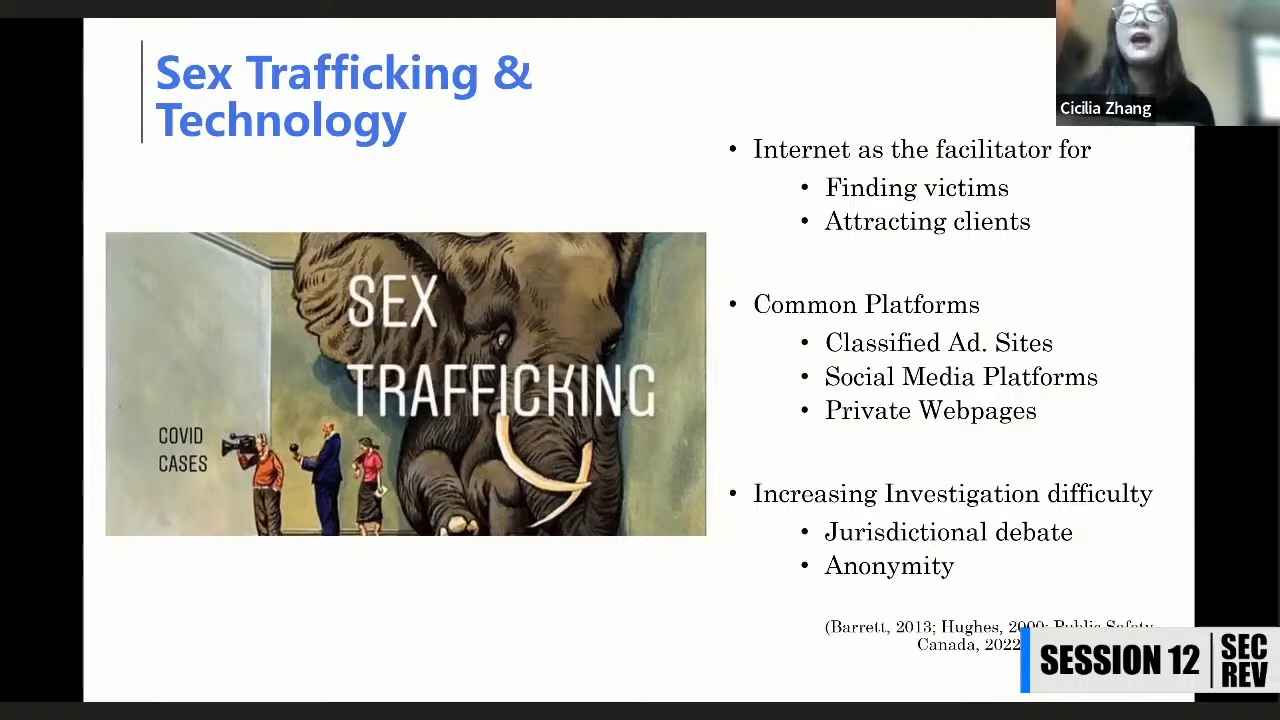 Sex Trafficking &
Technology
SEX
TRAFFICKING
COVID
CASES
• Internet as the facilitator for
• Finding victims
• Attracting clients
• Common Platforms
• Classified Ad. Sites
• Social Media Platforms
• Private Webpages
• Increasing Investigation difficulty
• Jurisdictional debate
• Anonymity
(Barrett, 2013; Hughes, 2000; Public Safety
Canada, 2022
Cicilia Zhang
SESSION 12
SEC
REV